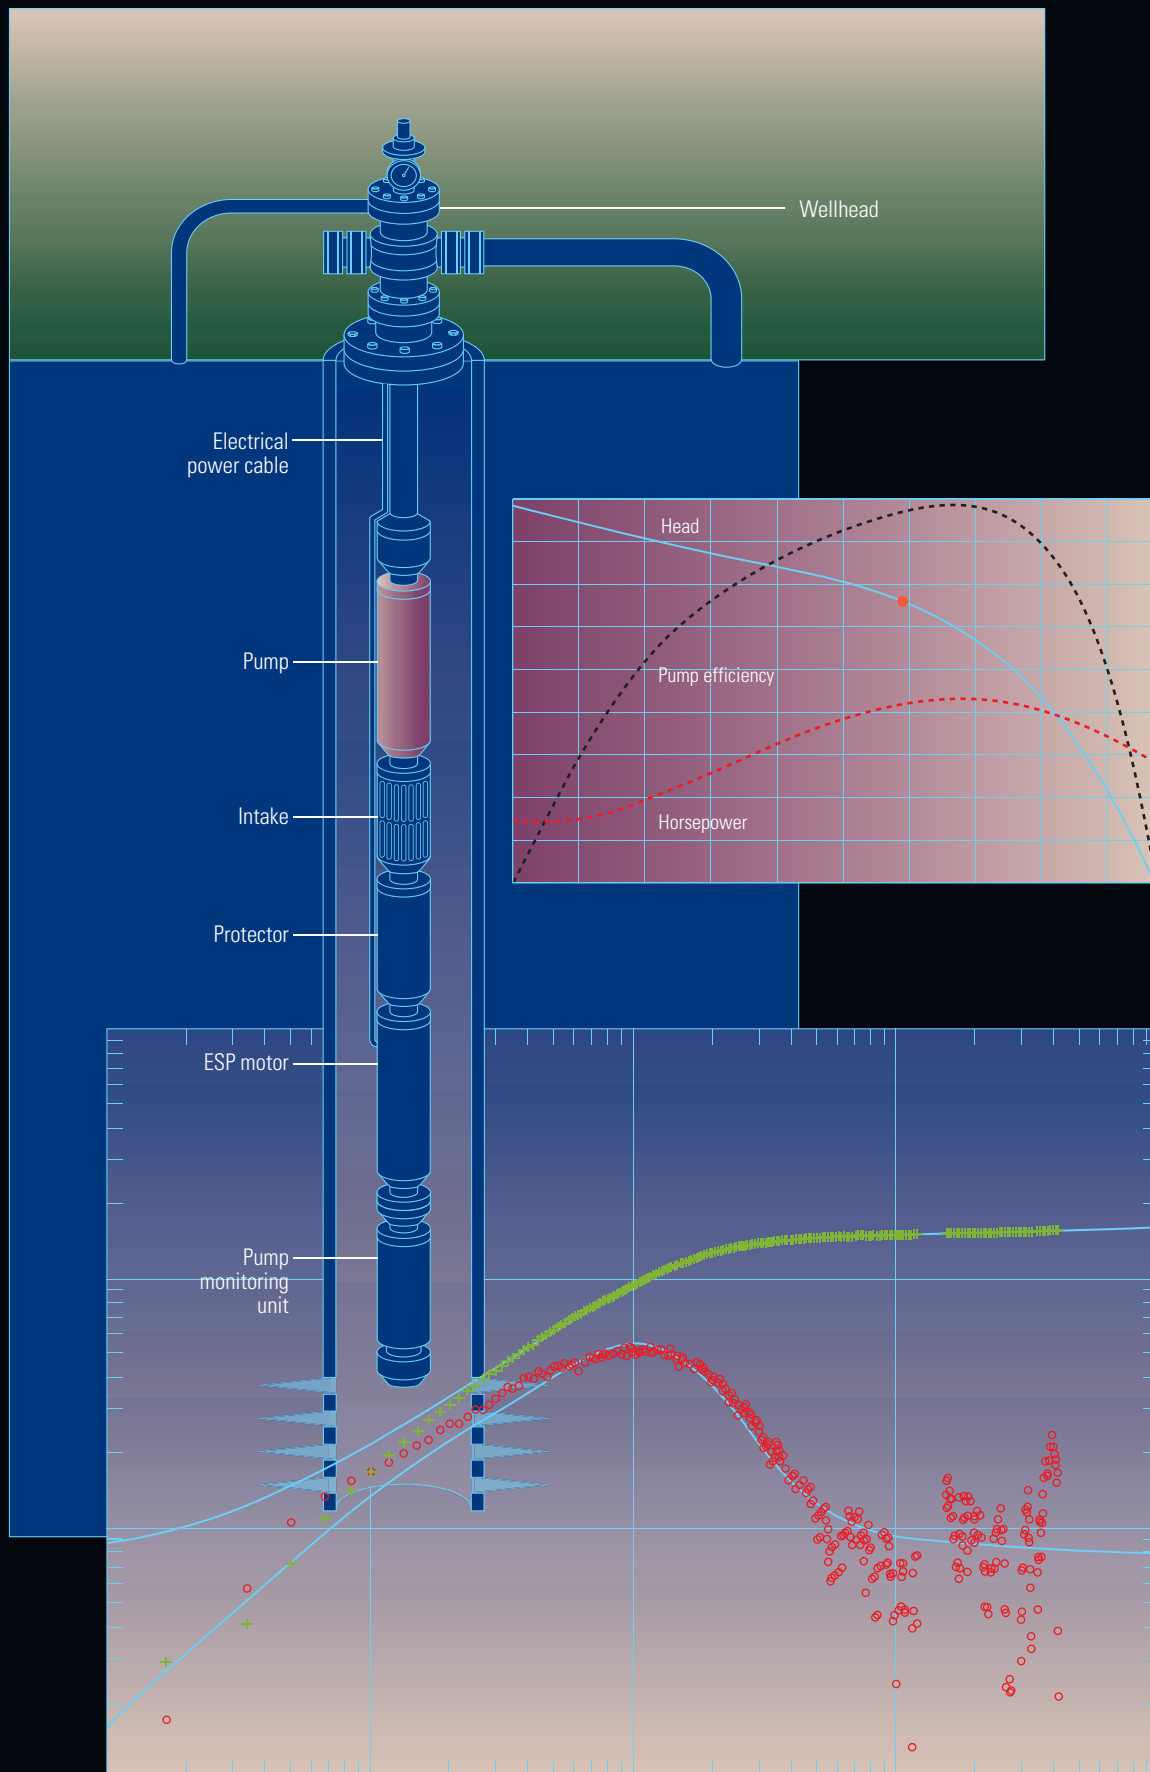 Wellhead
Electrical
power cable
Head
Pump
Pump efficiency
Intake
Horsepower
Protector
ESP motor
Pump
monitoring
unit